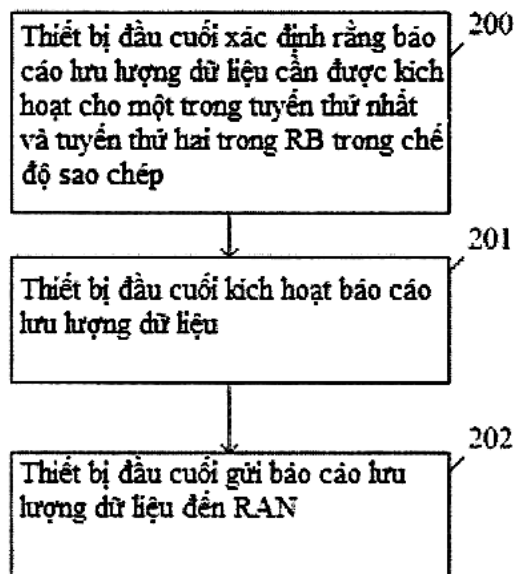 200
Thiết bị đầu cuối xác định rằng báo
cáo lưu lượng dữ liệu cần được kích
hoạt cho một trong tuyến thứ nhất
và tuyến thứ hai trong RB trong chế
độ sao chép
201
Thiết bị đầu cuối kích hoạt báo cáo
lưu lượng dữ liệu
202
Thiết bị đầu cuối gửi báo cáo lưu
lượng dữ liệu đến RAN